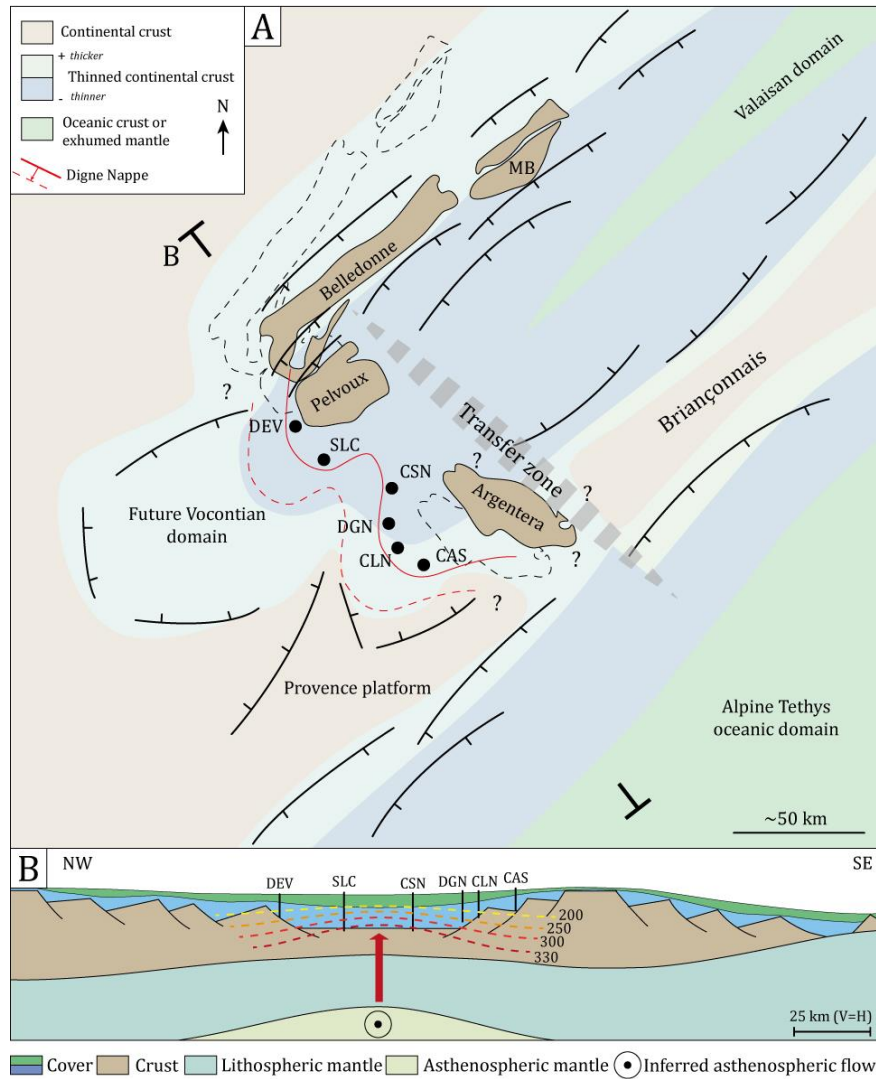 A
Continental crust
+ thicker
Thinned continental crust
- thinner
N
Oceanic crust or
exhumed mantle
Digne Nappe
Valaisan domain
MB
B
Belledonne
Briançonnais
?
Pelvoux
DEV
SLC
Transfer zone
?
CSN
?
Argentera
Future Vocontian
domain
DGN
CLN
CAS
?
?
Provence platform
Alpine Tethys
oceanic domain
~50 km
B
NW
SE
DEV
SLC
CSN
DGN
CLN
CAS
200
250
300
330
25 km (V=H)
Cover
Crust
Lithospheric mantle
Asthenospheric mantle
Inferred asthenospheric flow